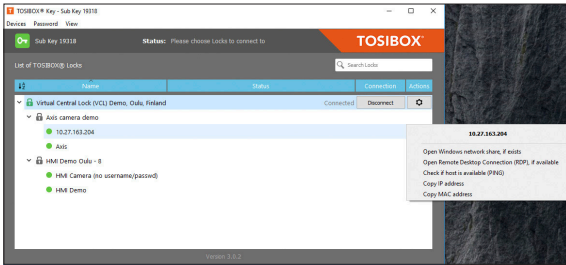 TOSIBOX® Key - Sub Key 19318
Devices Password View
Sub Key 19318 Status: Please choose Locks to connect to TOSIBOX®
List of TOSIBOX® Locks Search Locks
Name Status Connection Actions
Virtual Central Lock (VCL) Demo, Oulu, Finland Connected Disconnect
Axis camera demo
10.27.163.204
Axis
HMI Demo Oulu - 8
HMI Camera (no username/passwd)
HMI Demo
10.27.163.204
Open Windows network share, if exists
Open Remote Desktop Connection (RDP), if available
Check if host is available (PING)
Copy IP address
Copy MAC address